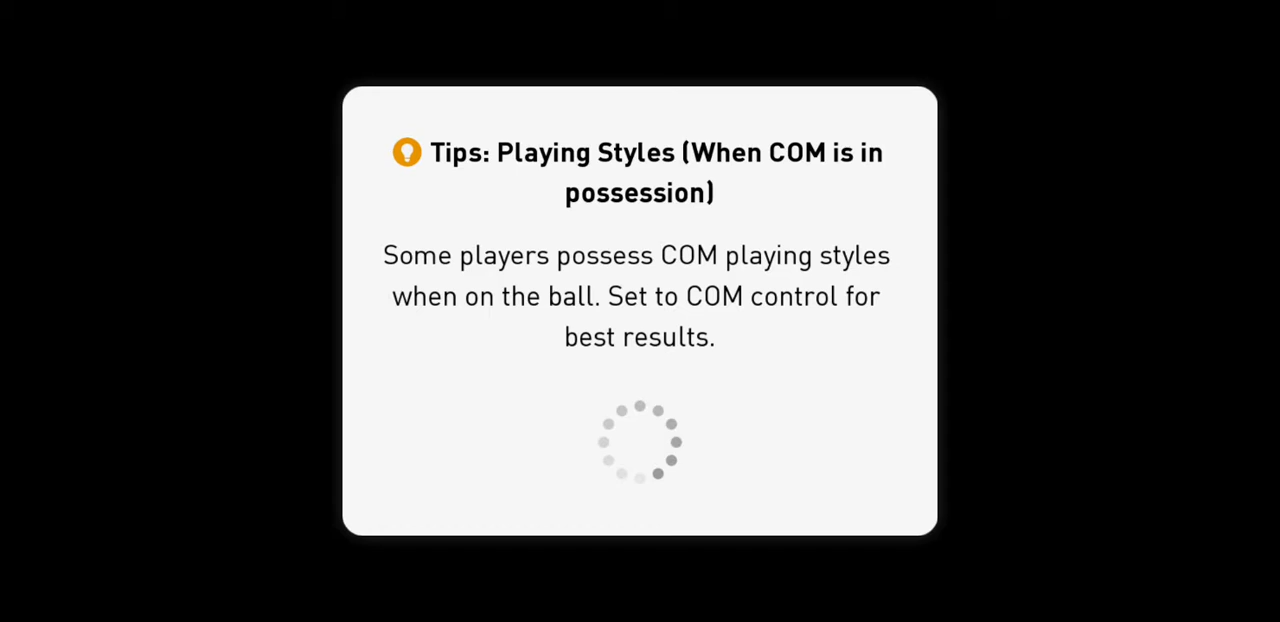 Tips: Playing Styles (When COM is in
possession)
Some players possess COM playing styles
when on the ball. Set to COM control for
best results.